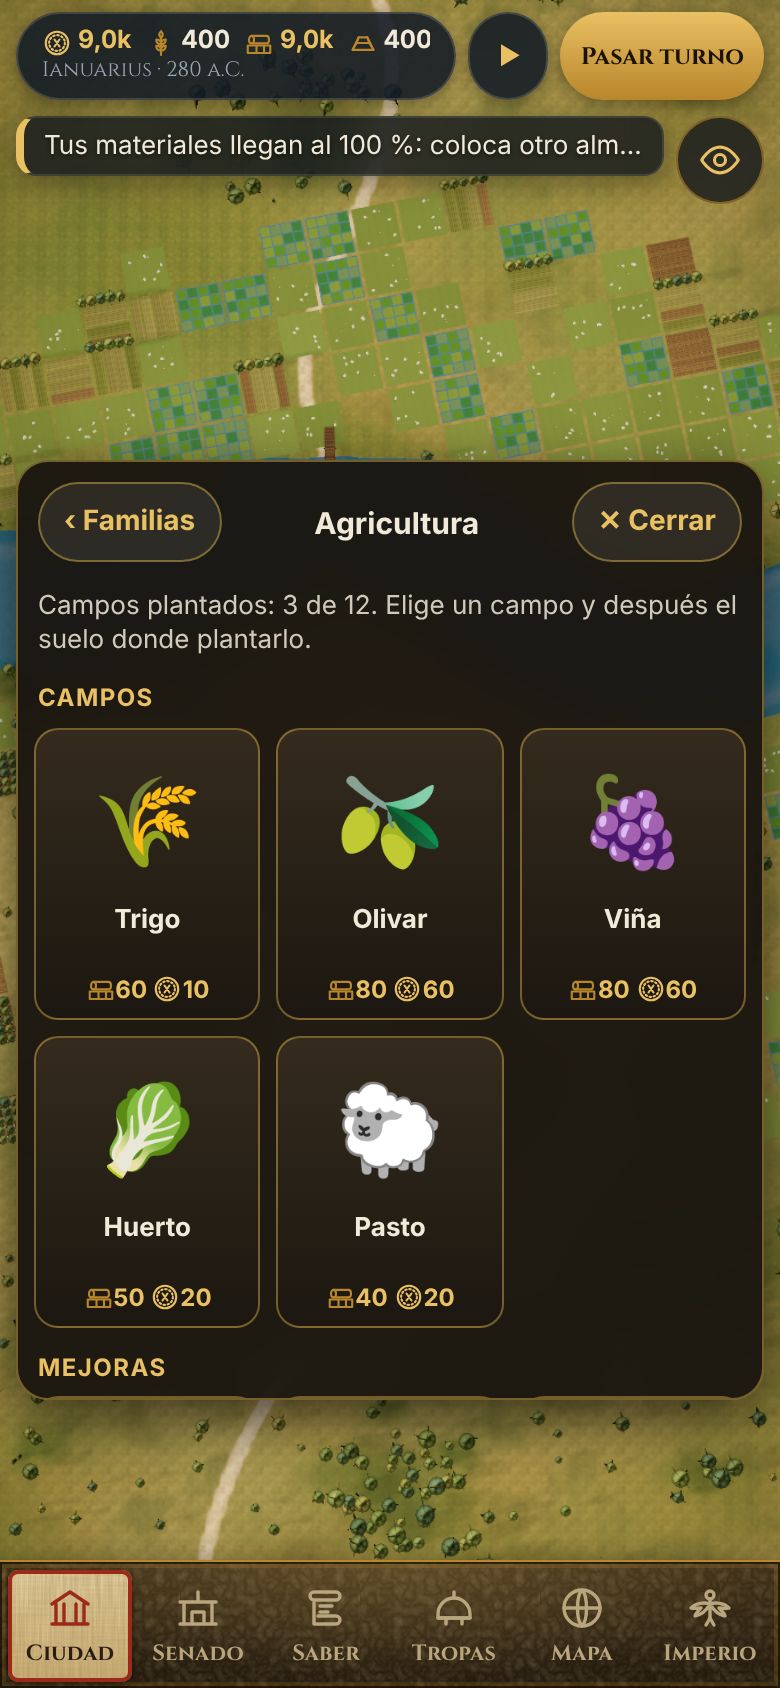 9,0k 400 9,0k 400
Ianuarius · 280 a.C.
Pasar turno
Tus materiales llegan al 100 %: coloca otro alm...
‹ Familias
Agricultura
✕ Cerrar
Campos plantados: 3 de 12. Elige un campo y después el
suelo donde plantarlo.
CAMPOS
Trigo
60 10
Olivar
80 60
Viña
80 60
Huerto
50 20
Pasto
40 20
MEJORAS
Ciudad
Senado
Saber
Tropas
Mapa
Imperio